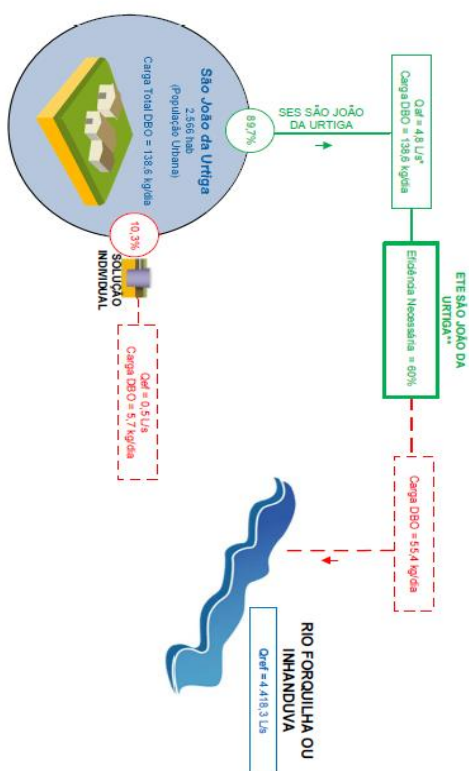 São João da Urtiga
2.566 hab
(População Urbana)
Carga Total DBO = 138,6 kg/dia
89,7%
SES SÃO JOÃO
DA URTIGA
Qaf = 4,8 L/s*
Carga DBO = 138,6 kg/dia
ETE SÃO JOÃO DA
URTIGA**
Eficiência Necessária = 60%
Carga DBO = 55,4 kg/dia
10,3%
SOLUÇÃO
INDIVIDUAL
Qef = 0,5 L/s
Carga DBO = 5,7 kg/dia
RIO FORQUILHA OU
INHANDUVA
Qref = 4.418,3 L/s